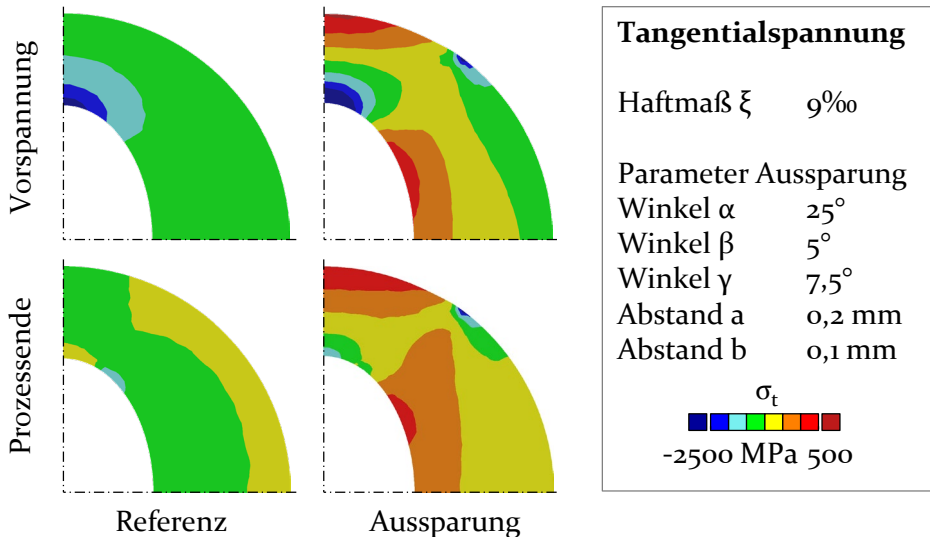 Vorspannung
Prozessende
Referenz
Aussparung
Tangentialspannung
Haftmaß ξ 9‰
Parameter Aussparung
Winkel α 25°
Winkel β 5°
Winkel γ 7,5°
Abstand a 0,2 mm
Abstand b 0,1 mm
σt
-2500 MPa 500